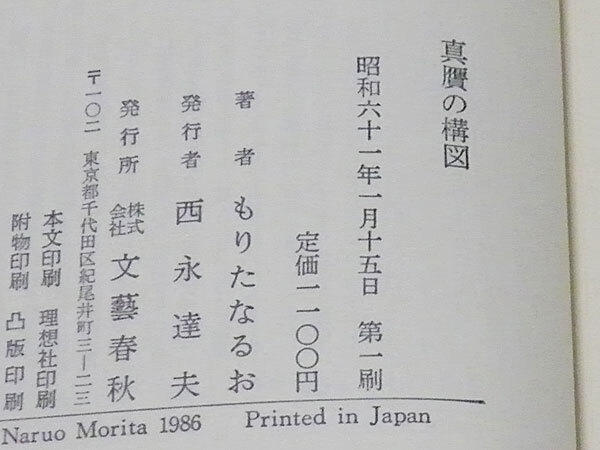 真贋の構図
昭和六十一年一月十五日 第一刷
定価一一〇〇円
著者 もりたなるお
発行者 西永達夫
発行所 株式会社 文藝春秋
〒一〇二 東京都千代田区紀尾井町三―二三
本文印刷 理想社印刷
附物印刷 凸版印刷
Naruo Morita 1986 Printed in Japan